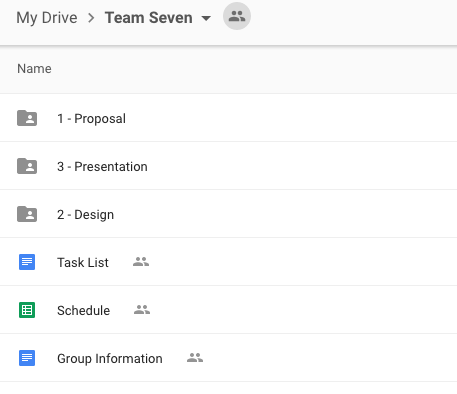 My Drive > Team Seven
Name
1 - Proposal
3 - Presentation
2 - Design
Task List
Schedule
Group Information